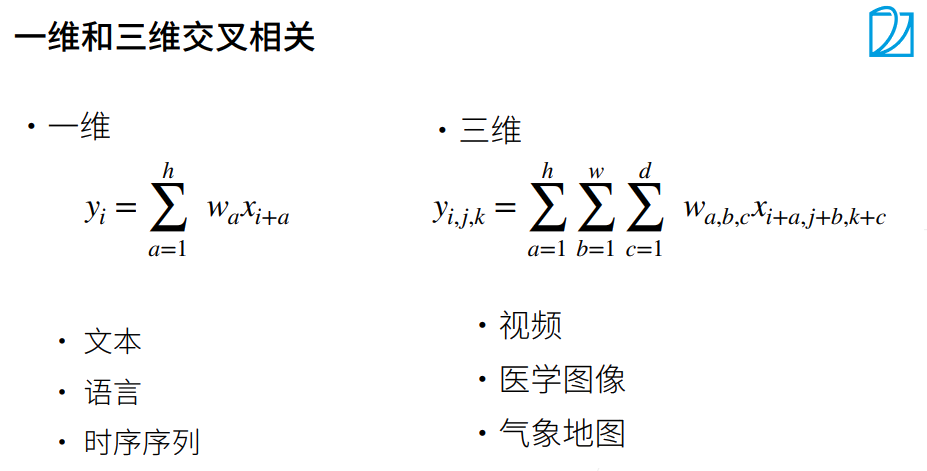 一维和三维交叉相关
• 一维
y_i = \sum_{a=1}^{h} w_a x_{i+a}
• 文本
• 语言
• 时序序列
• 三维
y_{i,j,k} = \sum_{a=1}^{h} \sum_{b=1}^{w} \sum_{c=1}^{d} w_{a,b,c} x_{i+a,j+b,k+c}
• 视频
• 医学图像
• 气象地图